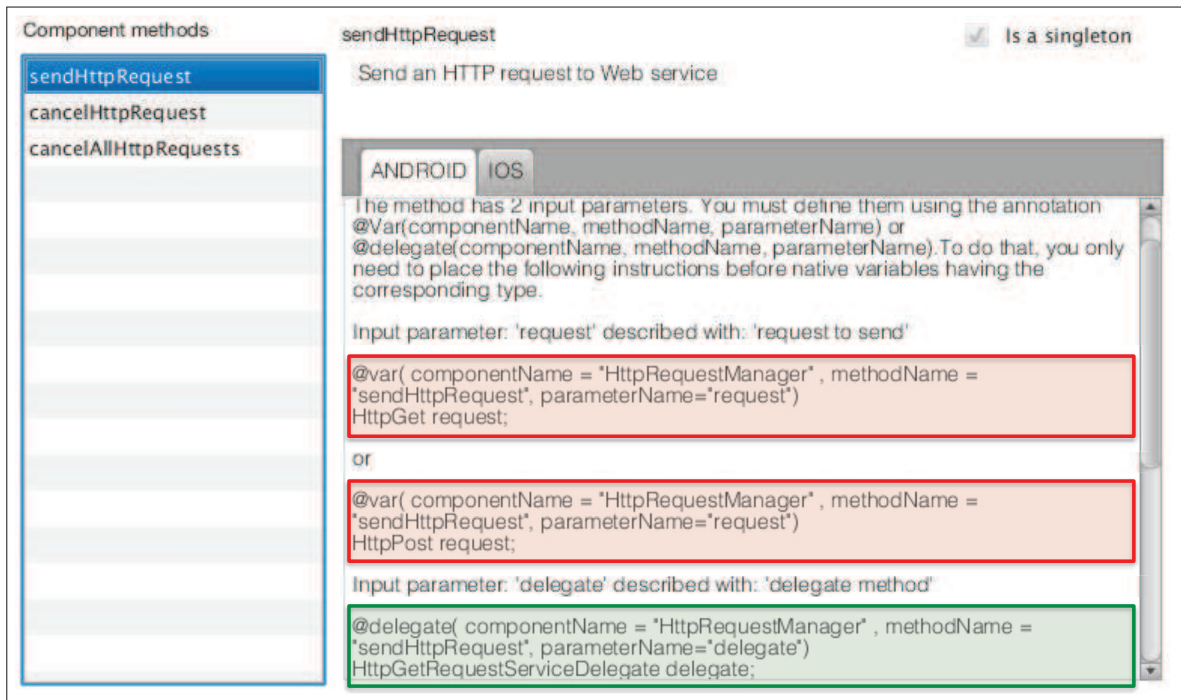 Component methods
sendHttpRequest
cancelHttpRequest
cancelAllHttpRequests
sendHttpRequest
Is a singleton
Send an HTTP request to Web service
ANDROID
IOS
The method has 2 input parameters. You must define them using the annotation
@Var(componentName, methodName, parameterName) or
@delegate(componentName, methodName, parameterName).To do that, you only
need to place the following instructions before native variables having the
corresponding type.
Input parameter: 'request' described with: 'request to send'
@var( componentName = "HttpRequestManager" , methodName =
"sendHttpRequest", parameterName="request")
HttpGet request;
or
@var( componentName = "HttpRequestManager" , methodName =
"sendHttpRequest", parameterName="request")
HttpPost request;
Input parameter: 'delegate' described with: 'delegate method'
@delegate( componentName = "HttpRequestManager" , methodName =
"sendHttpRequest", parameterName="delegate")
HttpGetRequestServiceDelegate delegate;